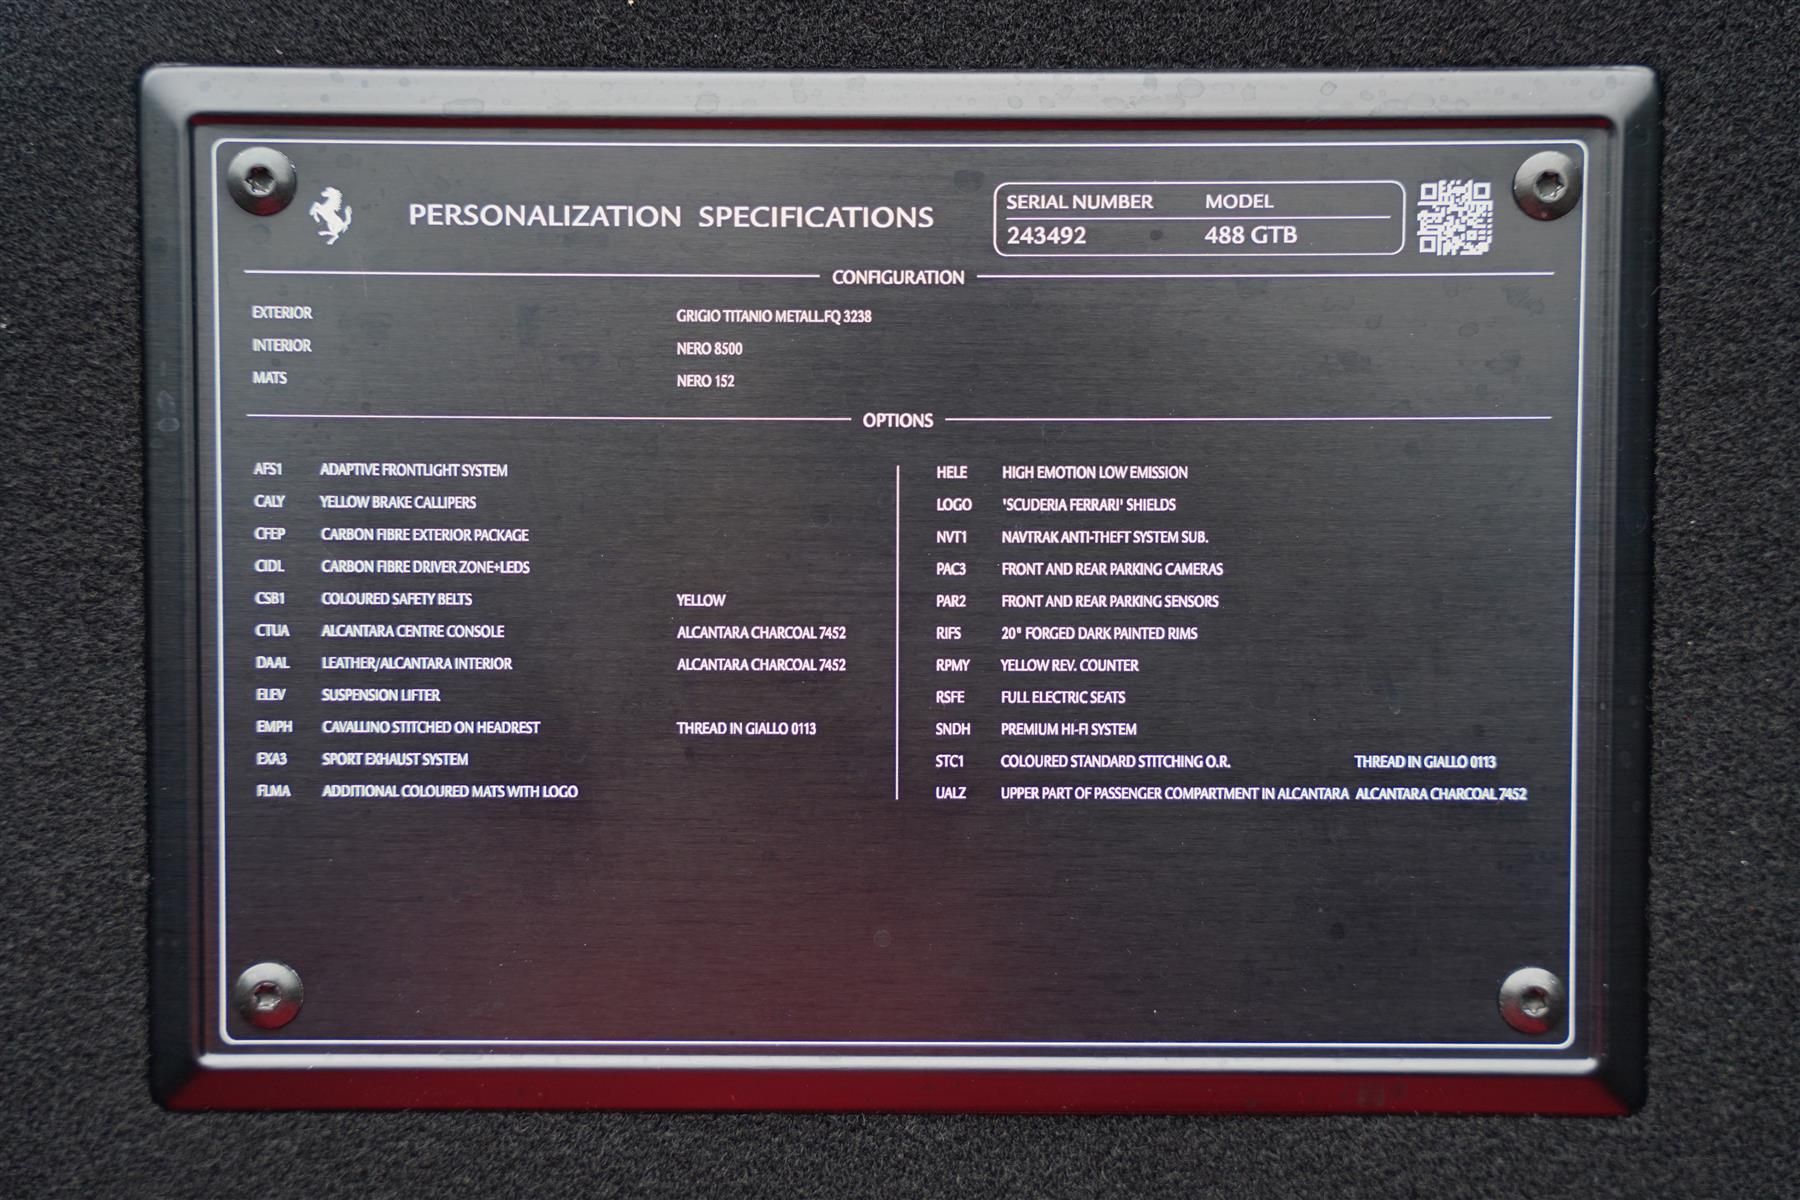 PERSONALIZATION SPECIFICATIONS
SERIAL NUMBER MODEL
243492 488 GTB
CONFIGURATION
EXTERIOR GRIGIO TITANIO METALL.FQ 3238
INTERIOR NERO 8500
MATS NERO 152
OPTIONS
AFS1 ADAPTIVE FRONTLIGHT SYSTEM
CALY YELLOW BRAKE CALLIPERS
CFEP CARBON FIBRE EXTERIOR PACKAGE
CIDL CARBON FIBRE DRIVER ZONE+LEDS
CSB1 COLOURED SAFETY BELTS YELLOW
CTUA ALCANTARA CENTRE CONSOLE ALCANTARA CHARCOAL 7452
DAAL LEATHER/ALCANTARA INTERIOR ALCANTARA CHARCOAL 7452
ELEV SUSPENSION LIFTER
EMPH CAVALLINO STITCHED ON HEADREST THREAD IN GIALLO 0113
EXA3 SPORT EXHAUST SYSTEM
FLMA ADDITIONAL COLOURED MATS WITH LOGO
HELE HIGH EMOTION LOW EMISSION
LOGO 'SCUDERIA FERRARI' SHIELDS
NVT1 NAVTRAK ANTI-THEFT SYSTEM SUB.
PAC3 FRONT AND REAR PARKING CAMERAS
PAR2 FRONT AND REAR PARKING SENSORS
RIFS 20" FORGED DARK PAINTED RIMS
RPMY YELLOW REV. COUNTER
RSFE FULL ELECTRIC SEATS
SNDH PREMIUM HI-FI SYSTEM
STC1 COLOURED STANDARD STITCHING O.R. THREAD IN GIALLO 0113
UALZ UPPER PART OF PASSENGER COMPARTMENT IN ALCANTARA ALCANTARA CHARCOAL 7452